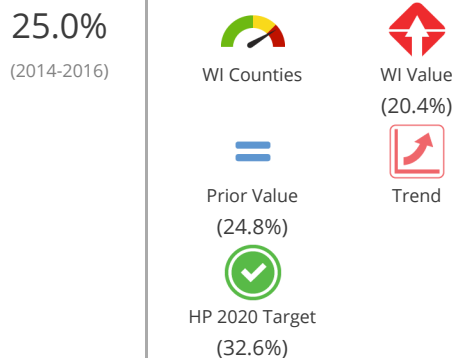 25.0%
(2014-2016)
WI Counties
WI Value
(20.4%)
Prior Value
(24.8%)
Trend
HP 2020 Target
(32.6%)